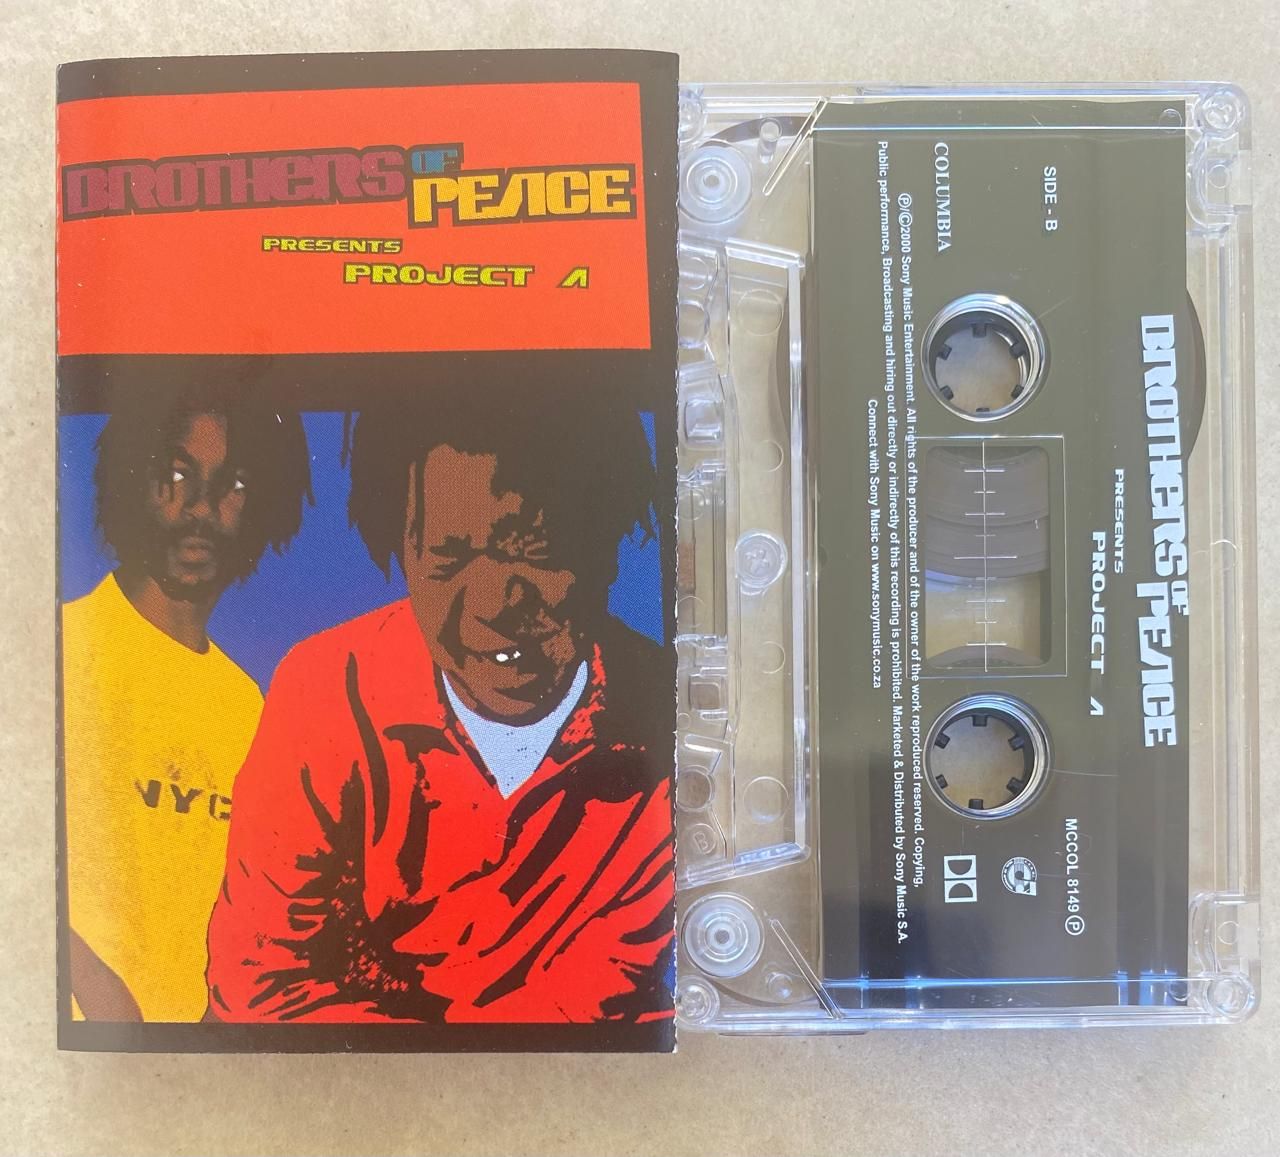 BROTHERS OF
PEACE
PRESENTS
PROJECT A
NYC
SIDE - B
COLUMBIA
BROTHERS OF
PEACE
PRESENTS
PROJECT A
MCCOL 8149 Ⓟ
Ⓟ/Ⓒ2000 Sony Music Entertainment. All rights of the producer and of the owner of the work reproduced reserved. Copying,
Public performance, Broadcasting and hiring out directly or indirectly of this recording is prohibited. Marketed & Distributed by Sony Music S.A.
Connect with Sony Music on www.sonymusic.co.za